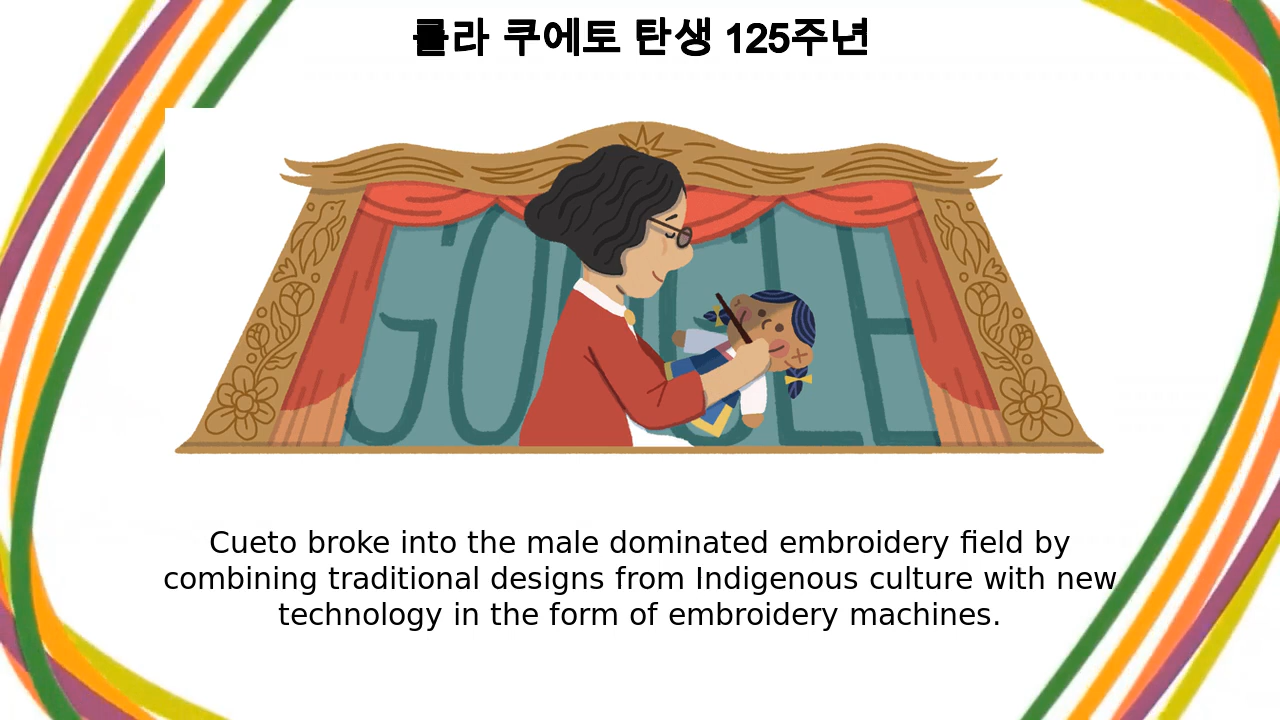 롤라 쿠에토 탄생 125주년
GOOGLE
Cueto broke into the male dominated embroidery field by
combining traditional designs from Indigenous culture with new
technology in the form of embroidery machines.